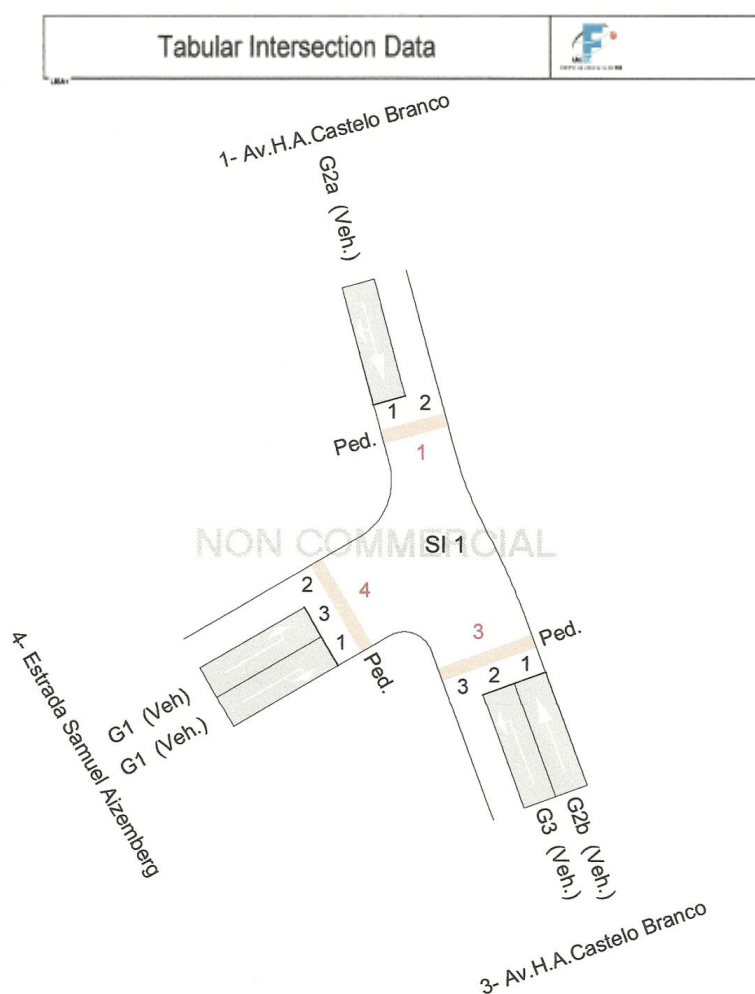 Tabular Intersection Data
LISA+
1- Av.H.A.Castelo Branco
G2a (Veh.)
1 2
Ped.
1
NON COMMERCIAL
SI 1
2
4
3
1
Ped.
3
Ped.
3 2 1
4- Estrada Samuel Aizemberg
G1 (Veh)
G1 (Veh.)
G3 (Veh.)
G2b (Veh.)
3- Av.H.A.Castelo Branco